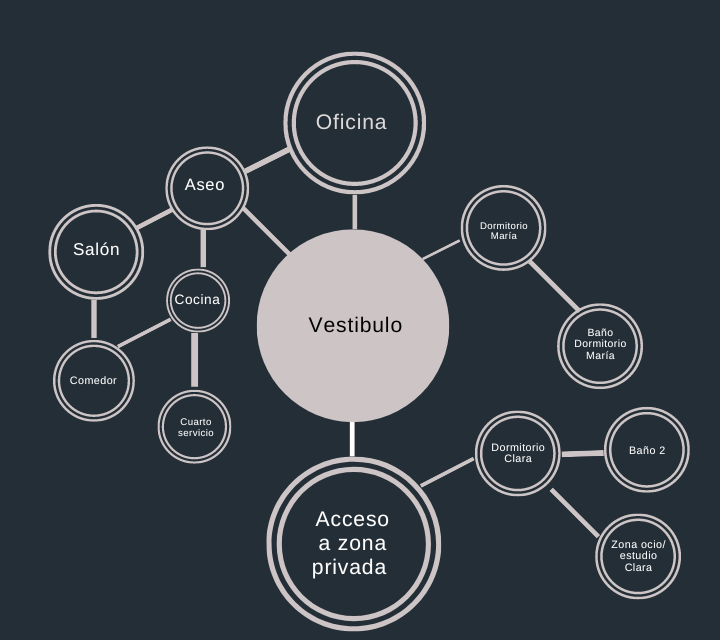 Oficina
Aseo
Salón
Dormitorio
María
Cocina
Vestibulo
Baño
Dormitorio
María
Comedor
Cuarto
servicio
Dormitorio
Clara
Baño 2
Acceso
a zona
privada
Zona ocio/
estudio
Clara